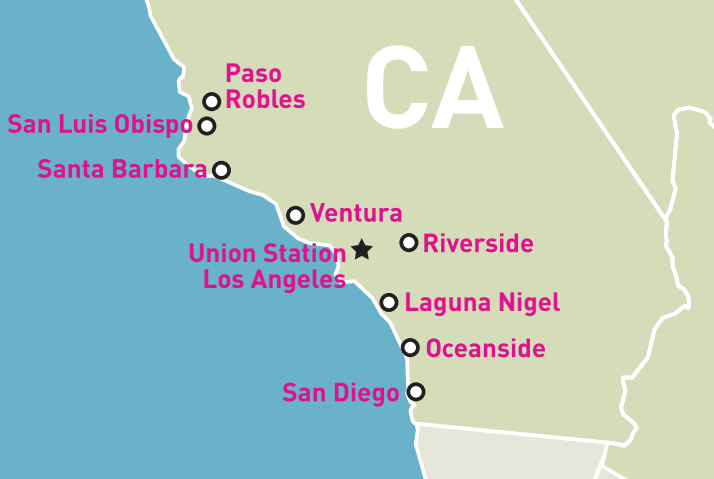 CA
Paso
Robles
San Luis Obispo
Santa Barbara
Ventura
Riverside
Union Station
Los Angeles
Laguna Nigel
Oceanside
San Diego